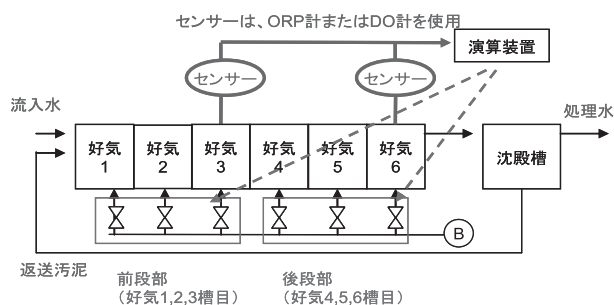 センサーは、ORP計またはDO計を使用
演算装置
センサー
センサー
流入水
処理水
好気
1
好気
2
好気
3
好気
4
好気
5
好気
6
沈殿槽
B
返送汚泥
前段部
（好気1,2,3槽目）
後段部
（好気4,5,6槽目）